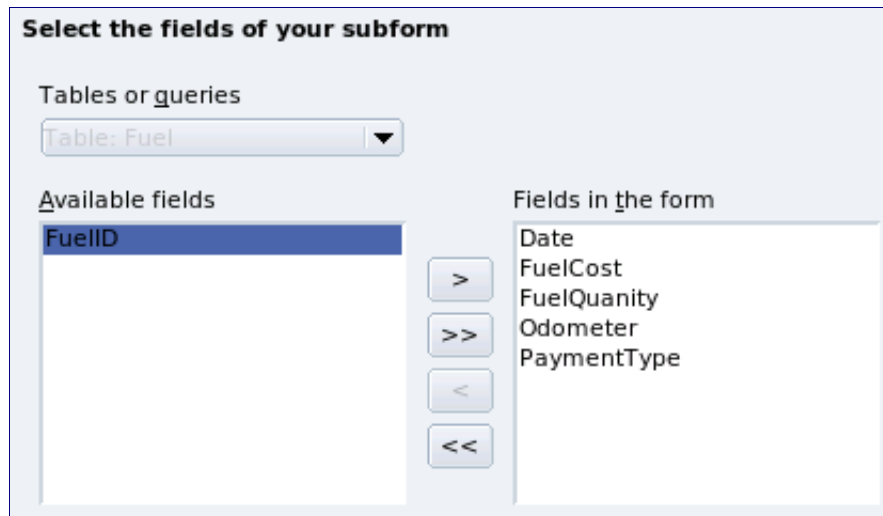 Select the fields of your subform
Tables or queries
Table: Fuel
Available fields
Fields in the form
FuelID
Date
FuelCost
FuelQuanity
Odometer
PaymentType
>
>>
<
<<